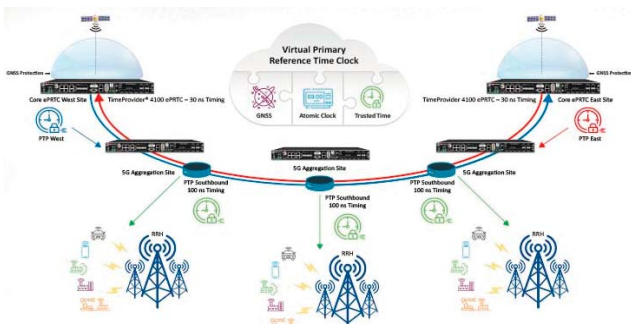 Virtual Primary
Reference Time Clock
GNSS
Atomic Clock
Trusted Time
GNSS Protection
Core ePRTC West Site
TimeProvider® 4100 ePRTC ~ 30 ns Timing
PTP West
GNSS Protection
TimeProvider 4100 ePRTC ~ 30 ns Timing
Core ePRTC East Site
PTP East
5G Aggregation Site
PTP Southbound
100 ns Timing
5G Aggregation Site
PTP Southbound
100 ns Timing
5G Aggregation Site
PTP Southbound
100 ns Timing
RRH
RRH
RRH